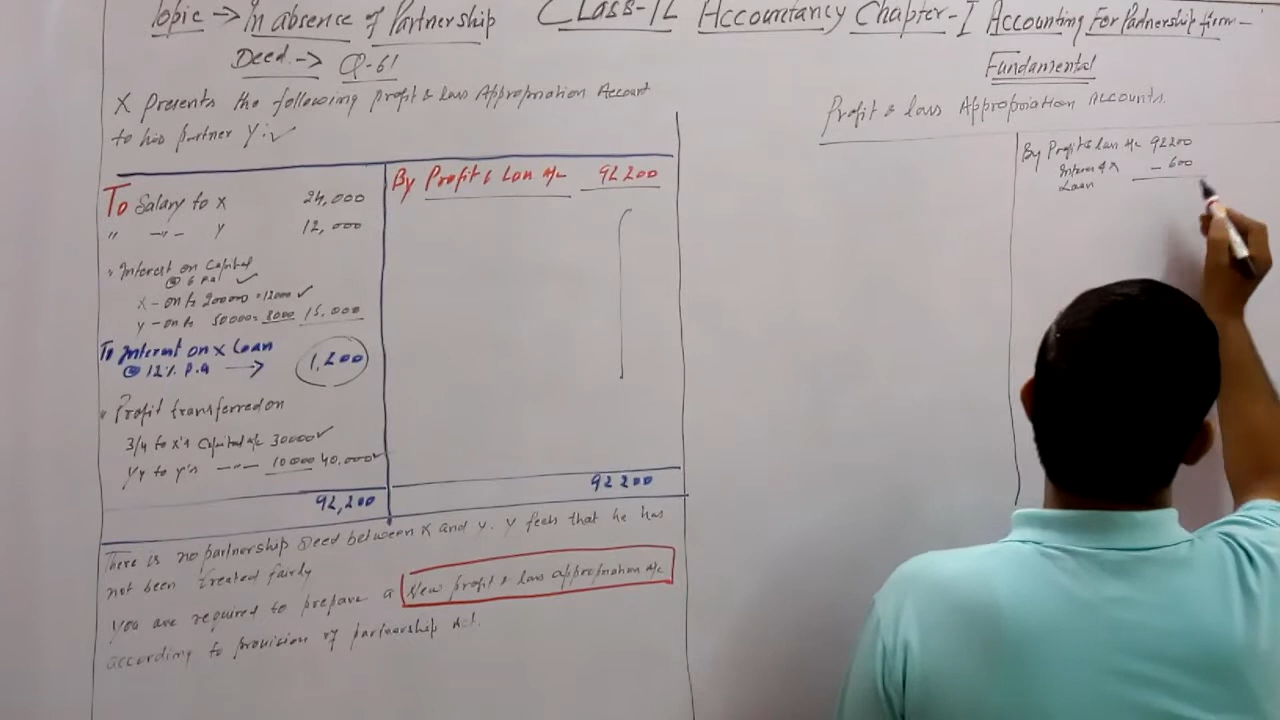 Topic → In absence of Partnership
Deed → Q-61
Class-12 Accountancy Chapter-I Accounting For Partnership firm -
Fundamental
X Presents the following profit & loss Appropriation Account
to his partner Y:
To Salary to X 24,000
" —"— Y 12,000
" Interest on Capital
@ 6 P.a
X - on ₨ 200000 = 12000
Y - on ₨ 50000 = 3000 15,000
To Interest on X Loan
@ 12% P.a → 1,200
" Profit transferred on
3/4 to X's Capital a/c 30000
1/4 to Y's —"— 10000 40,000
92,200
By Profit & Loss a/c 92200
92200
There is no partnership Deed between X and Y. Y feels that he has
not been treated fairly
You are required to prepare a New profit & loss appropriation a/c
according to provision of partnership Act.
Profit & loss Appropriation Accounts.
By Profit & loss a/c 92200
Interest of X - 600
Loan